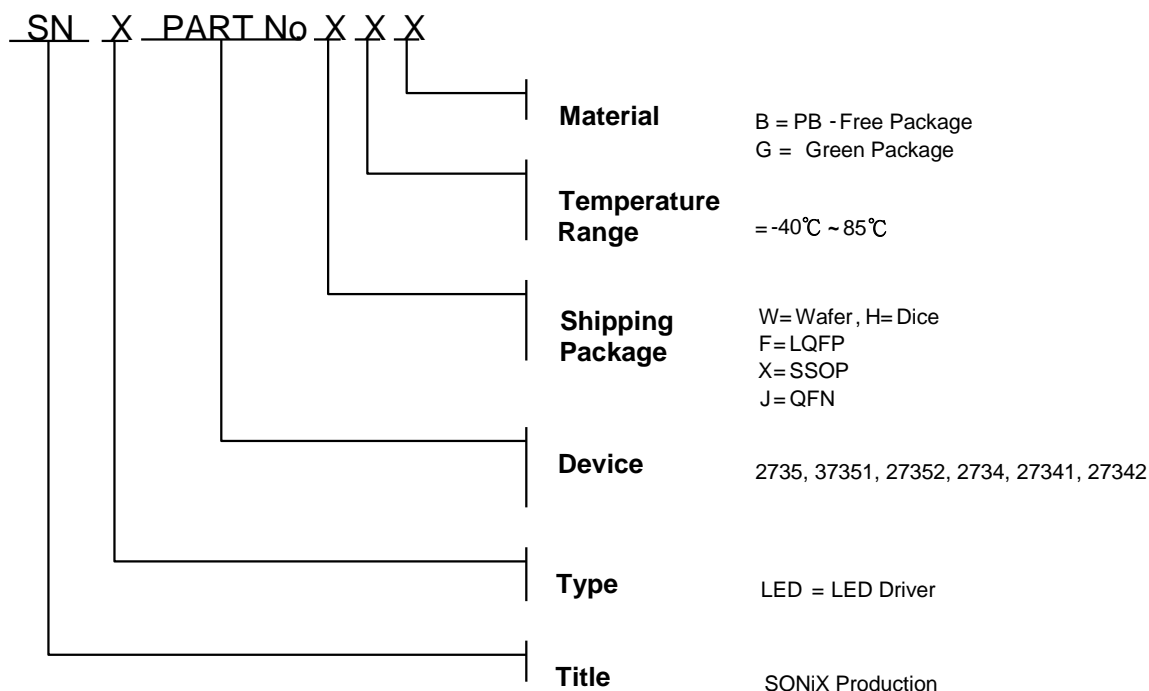 SN X PART No X X X
Material
B = PB - Free Package
G = Green Package
Temperature
Range
= -40℃ ~ 85℃
Shipping
Package
W= Wafer , H= Dice
F= LQFP
X= SSOP
J= QFN
Device
2735, 37351, 27352, 2734, 27341, 27342
Type
LED = LED Driver
Title
SONiX Production